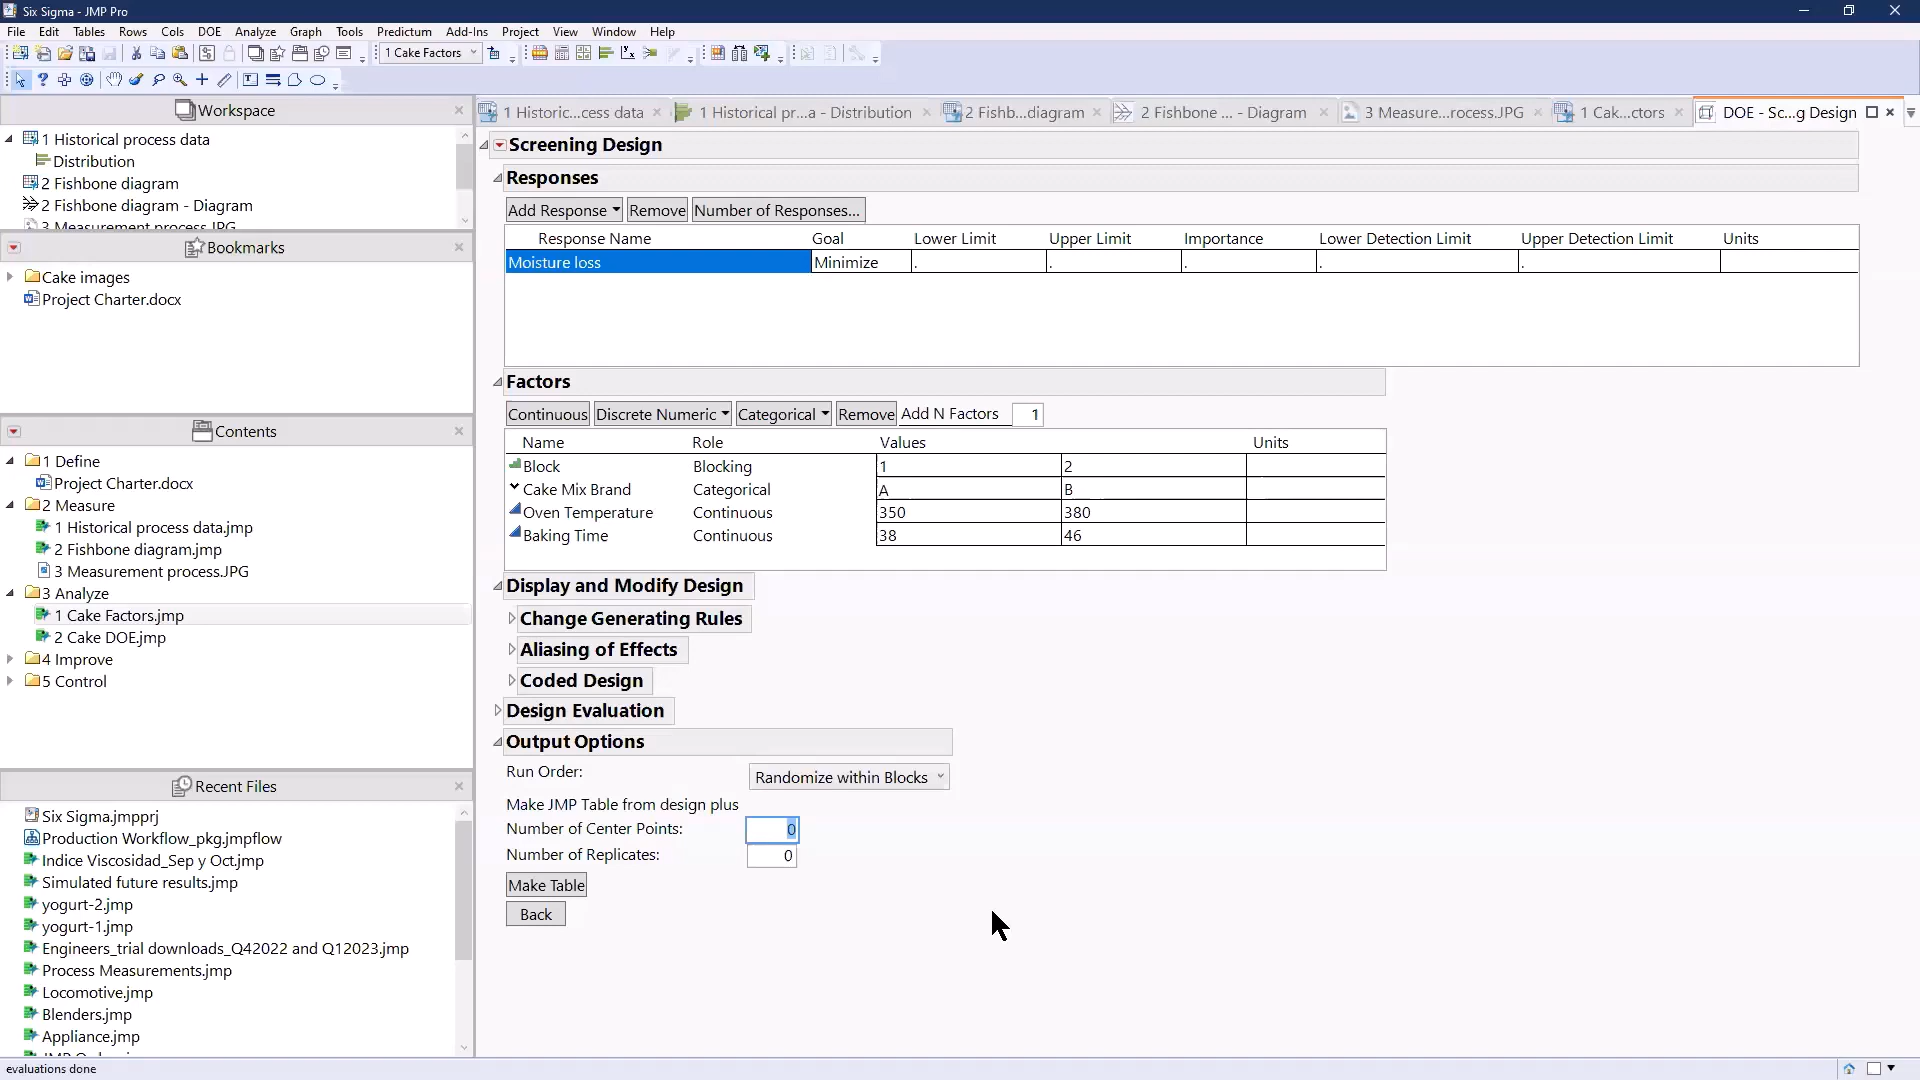 Six Sigma - JMP Pro
File Edit Tables Rows Cols DOE Analyze Graph Tools Predictum Add-Ins Project View Window Help
1 Cake Factors
Workspace
1 Historical process data
Distribution
2 Fishbone diagram
2 Fishbone diagram - Diagram
3 Measurement process.JPG
Bookmarks
Cake images
Project Charter.docx
Contents
1 Define
Project Charter.docx
2 Measure
1 Historical process data.jmp
2 Fishbone diagram.jmp
3 Measurement process.JPG
3 Analyze
1 Cake Factors.jmp
2 Cake DOE.jmp
4 Improve
5 Control
Recent Files
Six Sigma.jmpprj
Production Workflow_pkg.jmpflow
Indice Viscosidad_Sep y Oct.jmp
Simulated future results.jmp
yogurt-2.jmp
yogurt-1.jmp
Engineers_trial downloads_Q42022 and Q12023.jmp
Process Measurements.jmp
Locomotive.jmp
Blenders.jmp
Appliance.jmp
1 Historic...cess data 1 Historical pr...a - Distribution 2 Fishb...diagram 2 Fishbone ... - Diagram 3 Measure...rocess.JPG 1 Cak...ctors DOE - Sc...g Design
Screening Design
Responses
Add Response Remove Number of Responses...
Response Name Goal Lower Limit Upper Limit Importance Lower Detection Limit Upper Detection Limit Units
Moisture loss Minimize . . . . .
Factors
Continuous Discrete Numeric Categorical Remove Add N Factors 1
Name Role Values Units
Block Blocking 1 2
Cake Mix Brand Categorical A B
Oven Temperature Continuous 350 380
Baking Time Continuous 38 46
Display and Modify Design
Change Generating Rules
Aliasing of Effects
Coded Design
Design Evaluation
Output Options
Run Order: Randomize within Blocks
Make JMP Table from design plus
Number of Center Points: 0
Number of Replicates: 0
Make Table
Back
evaluations done